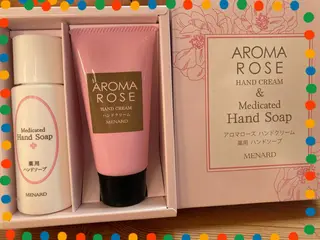 Medicated
Hand Soap
薬用
ハンドソープ
AROMA
ROSE
HAND CREAM
ハンドクリーム
MENARD
AROMA
ROSE
HAND CREAM
&
Medicated
Hand Soap
アロマローズ ハンドクリーム
薬用 ハンドソープ
MENARD